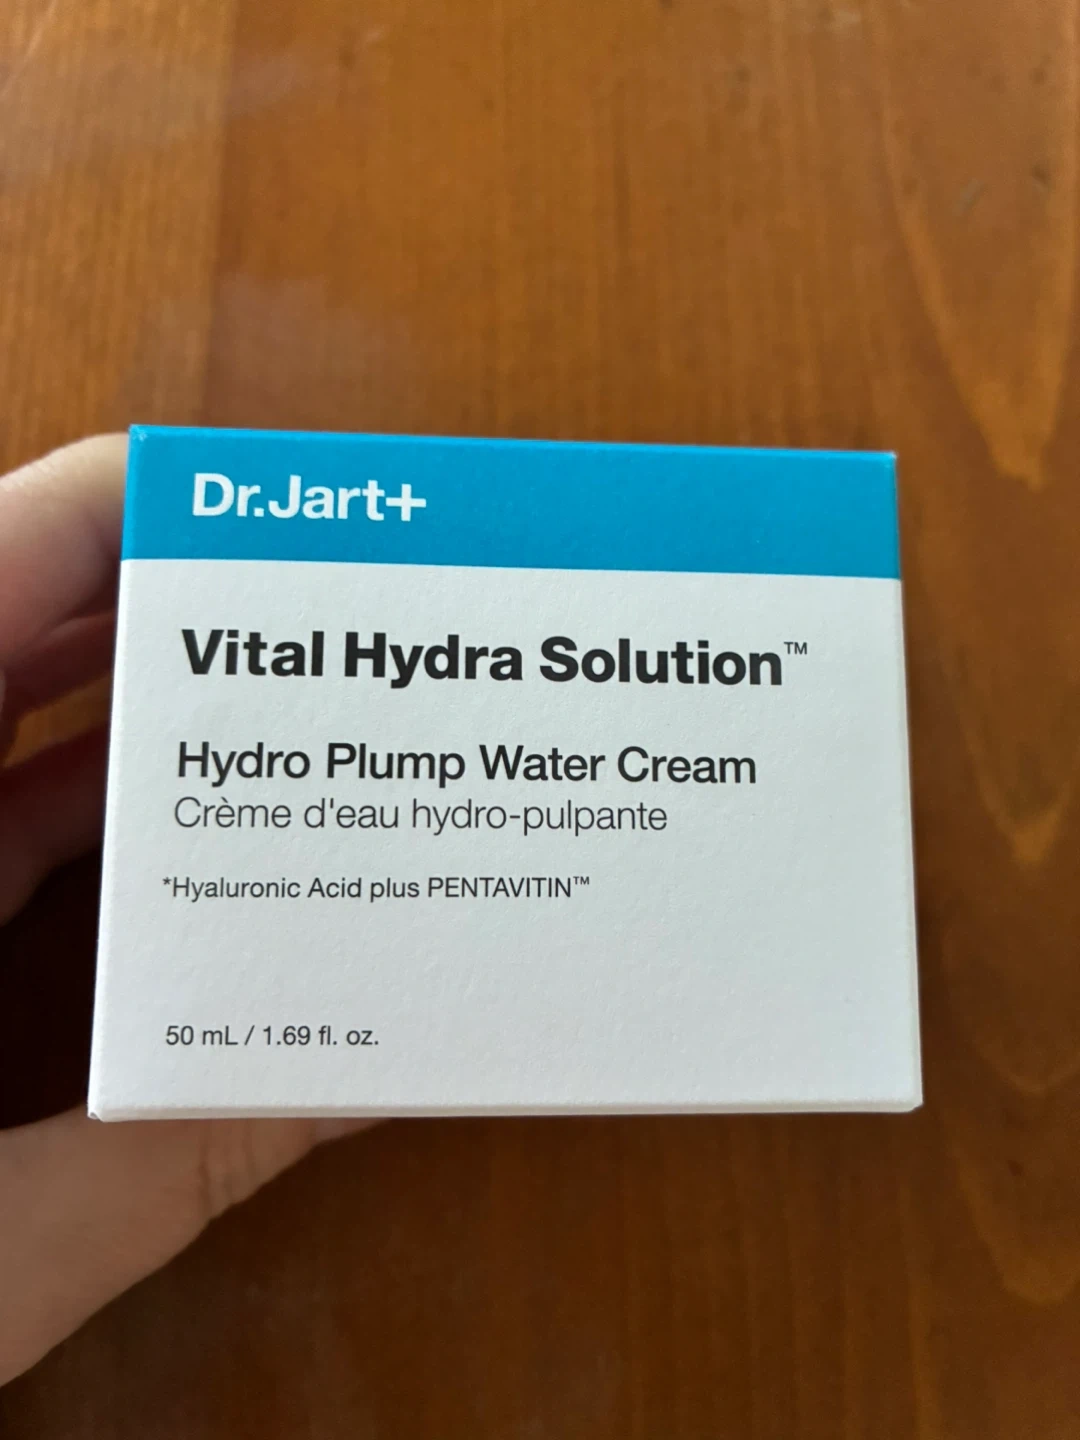 Dr.Jart+
Vital Hydra Solution™
Hydro Plump Water Cream
Crème d'eau hydro-pulpante
*Hyaluronic Acid plus PENTAVITIN™
50 mL / 1.69 fl. oz.